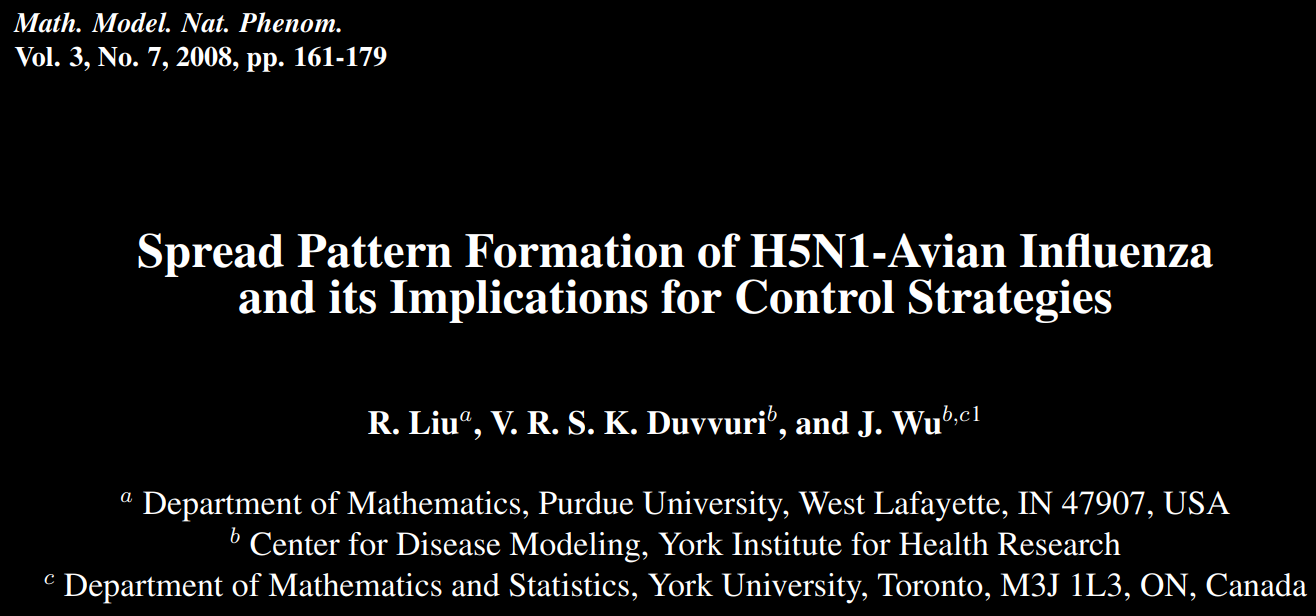 Math. Model. Nat. Phenom.
Vol. 3, No. 7, 2008, pp. 161-179
Spread Pattern Formation of H5N1-Avian Influenza
and its Implications for Control Strategies
R. Liu^a, V. R. S. K. Duvvuri^b, and J. Wu^b,c1
^a Department of Mathematics, Purdue University, West Lafayette, IN 47907, USA
^b Center for Disease Modeling, York Institute for Health Research
^c Department of Mathematics and Statistics, York University, Toronto, M3J 1L3, ON, Canada